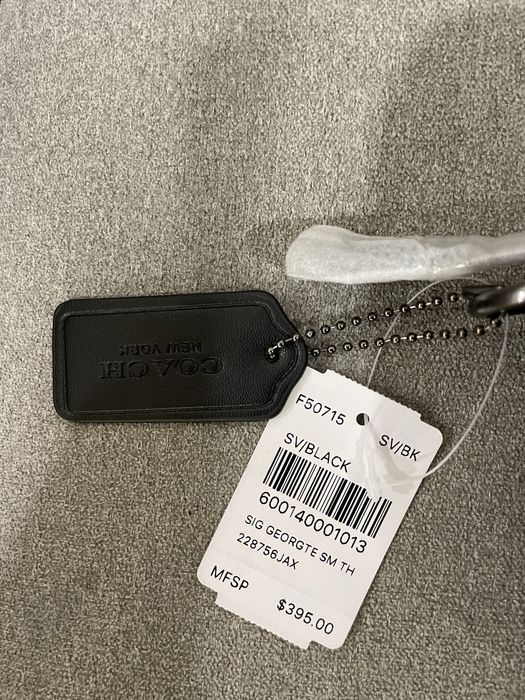 COACH
NEW YORK
F50715
SV/BK
SV/BLACK
600140001013
SIG GEORGTE SM TH
228756JAX
MFSP
$395.00